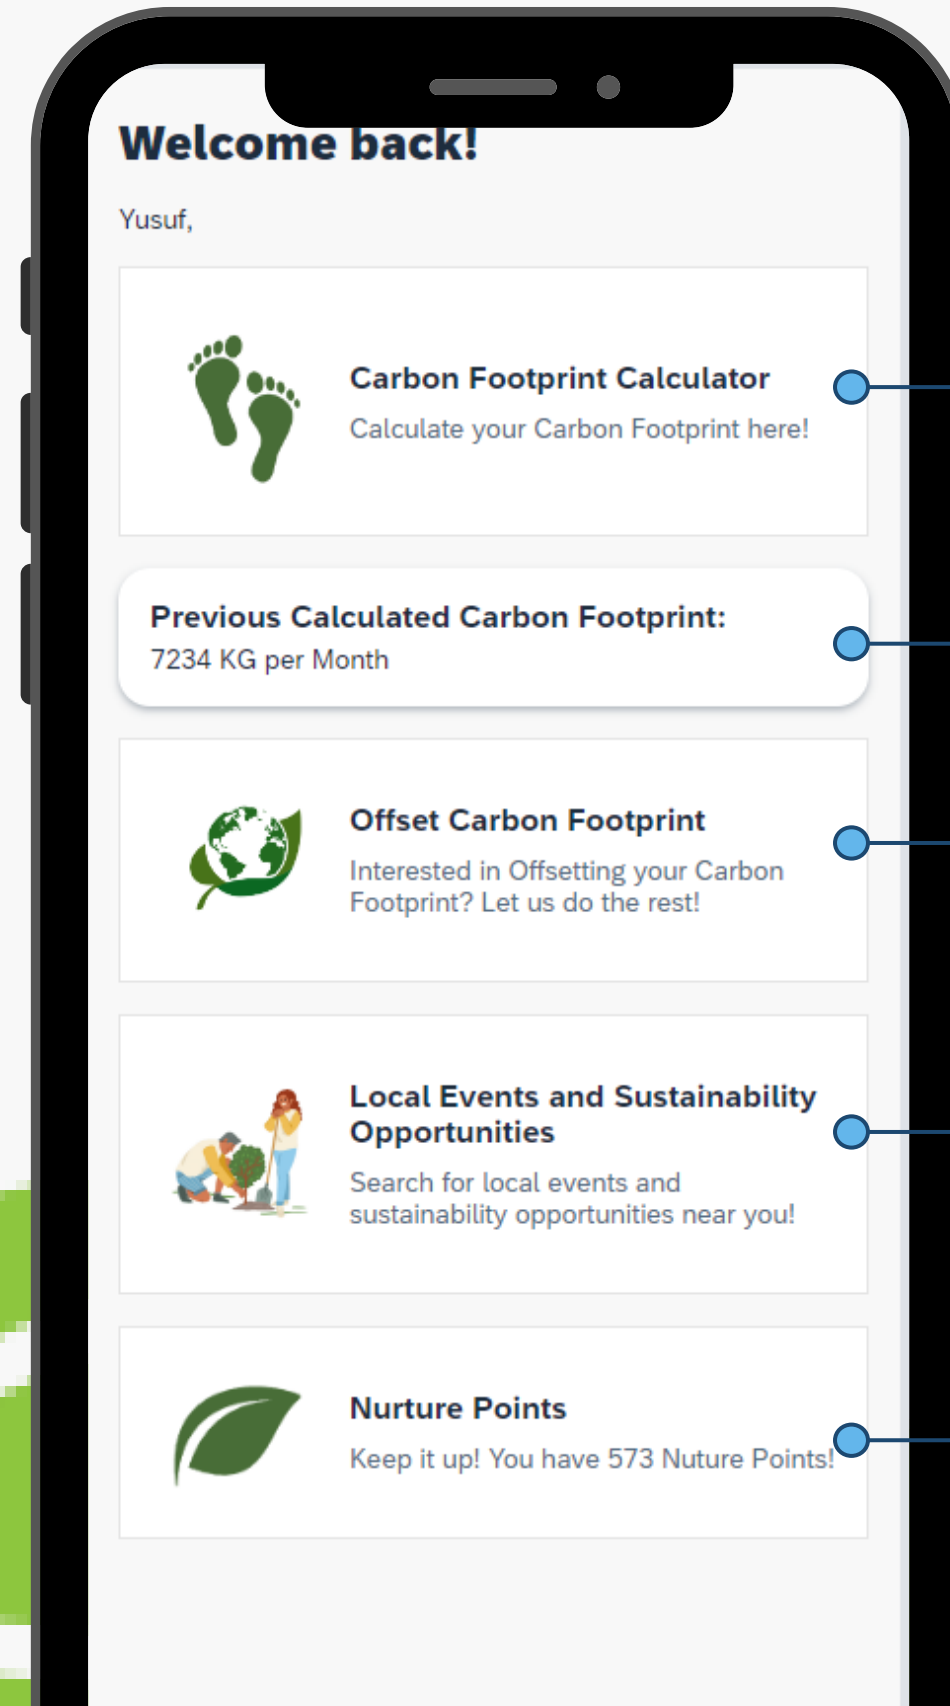 Welcome back!
Yusuf,
Carbon Footprint Calculator
Calculate your Carbon Footprint here!
Previous Calculated Carbon Footprint:
7234 KG per Month
Offset Carbon Footprint
Interested in Offsetting your Carbon
Footprint? Let us do the rest!
Local Events and Sustainability
Opportunities
Search for local events and
sustainability opportunities near you!
Nurture Points
Keep it up! You have 573 Nuture Points!